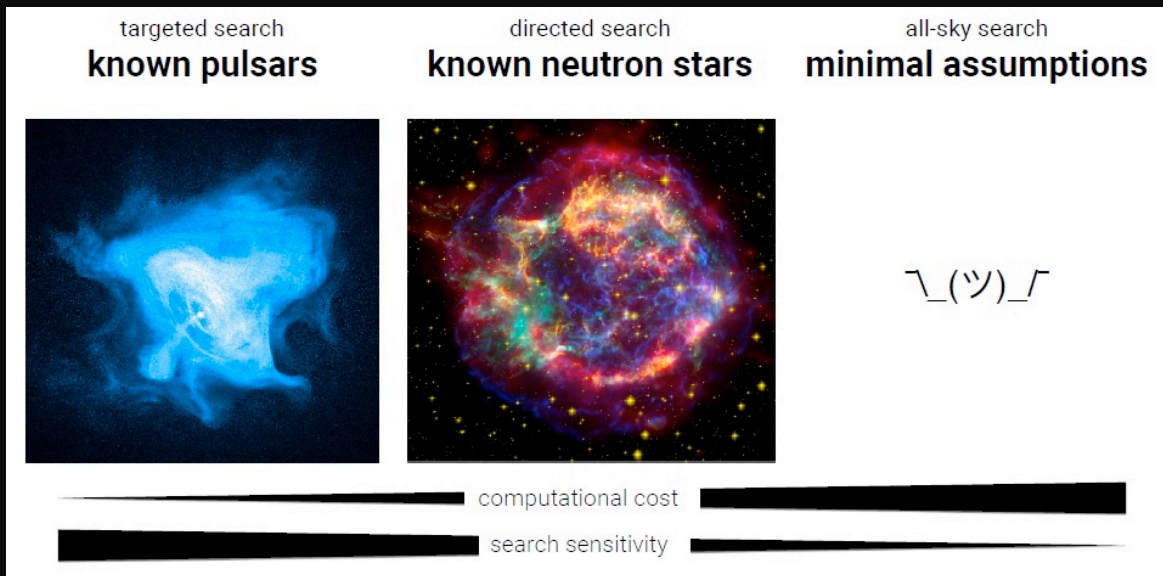 targeted search
known pulsars
directed search
known neutron stars
all-sky search
minimal assumptions
¯\_(ツ)_/¯
computational cost
search sensitivity